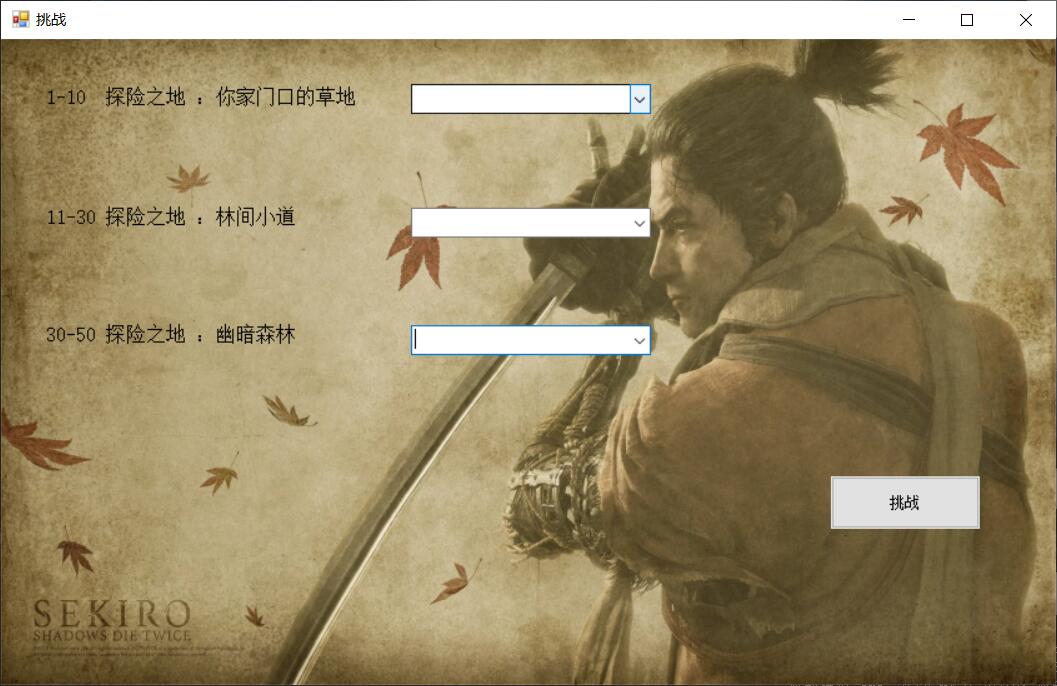 挑战
1-10 探险之地 ：你家门口的草地
11-30 探险之地 ：林间小道
30-50 探险之地 ：幽暗森林
挑战
SEKIRO
SHADOWS DIE TWICE